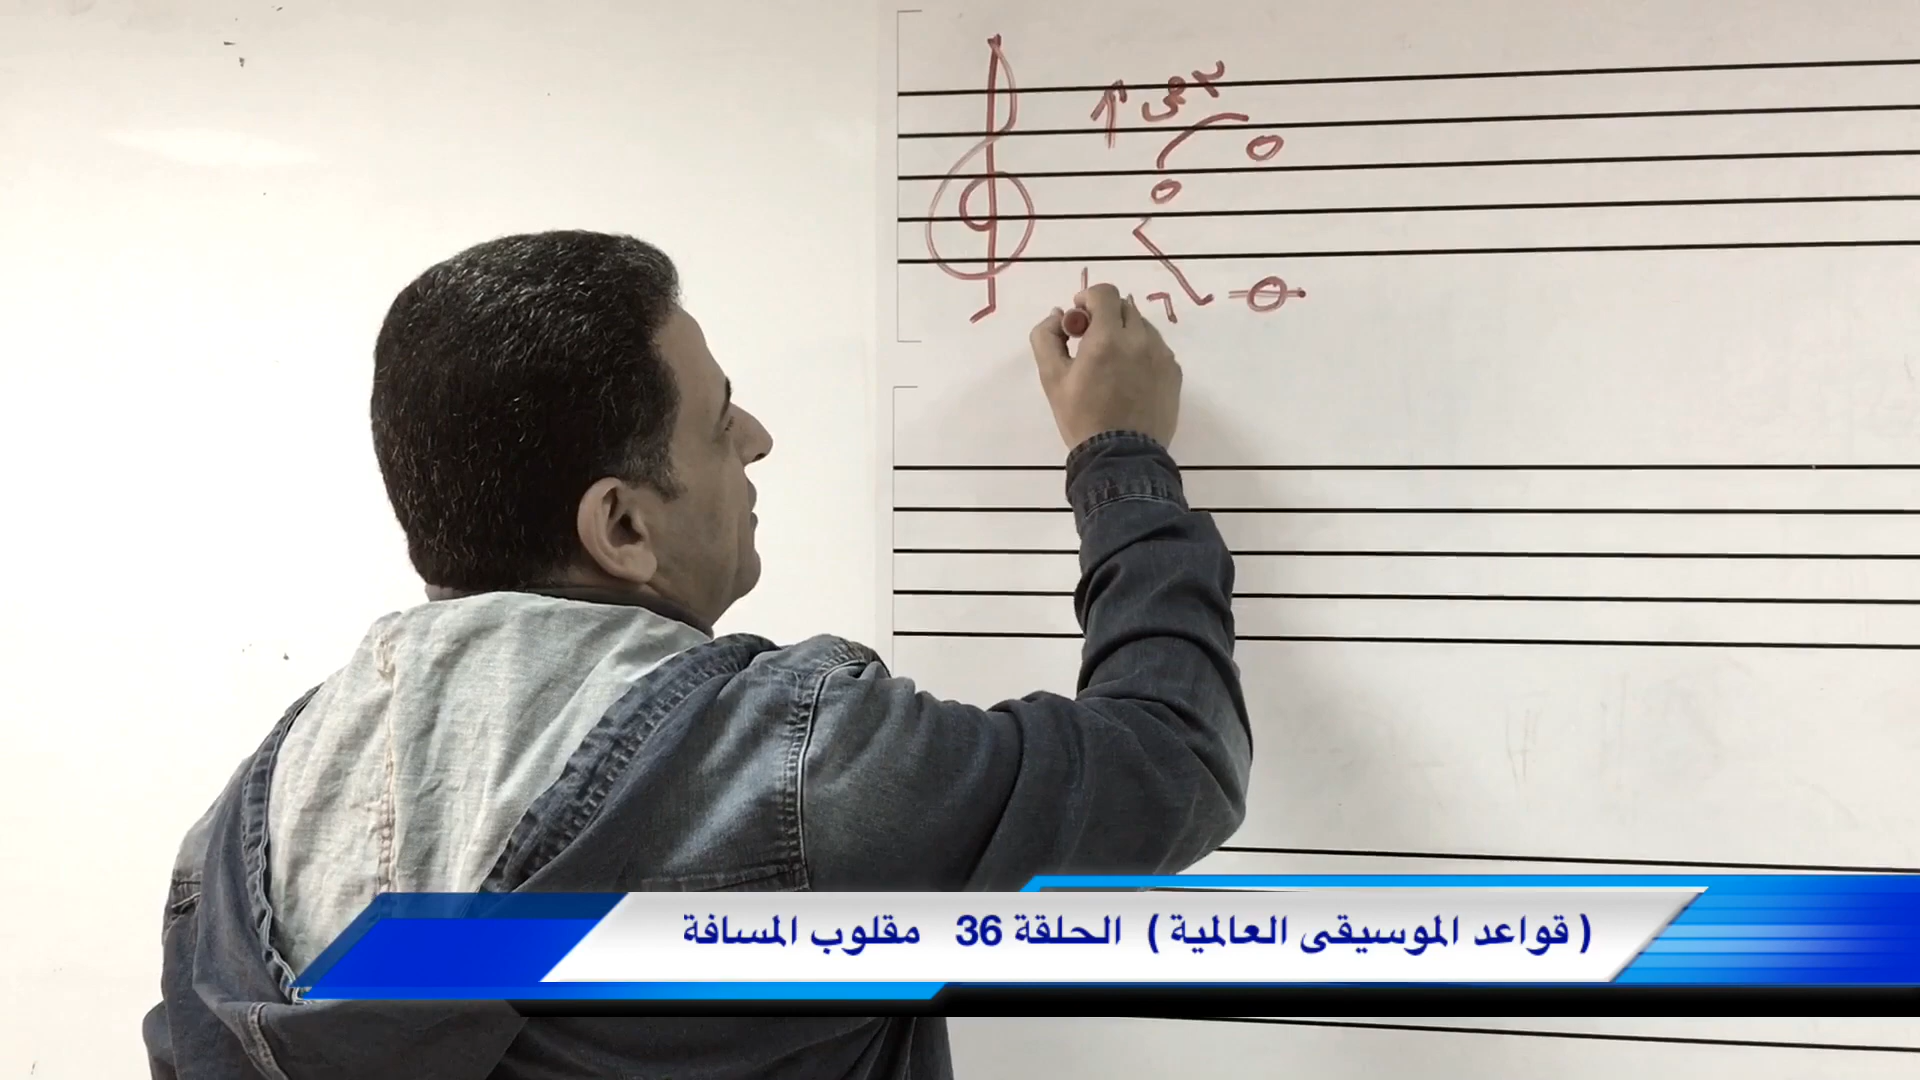 ( قواعد الموسيقى العالمية ) الحلقة 36 مقلوب المسافة